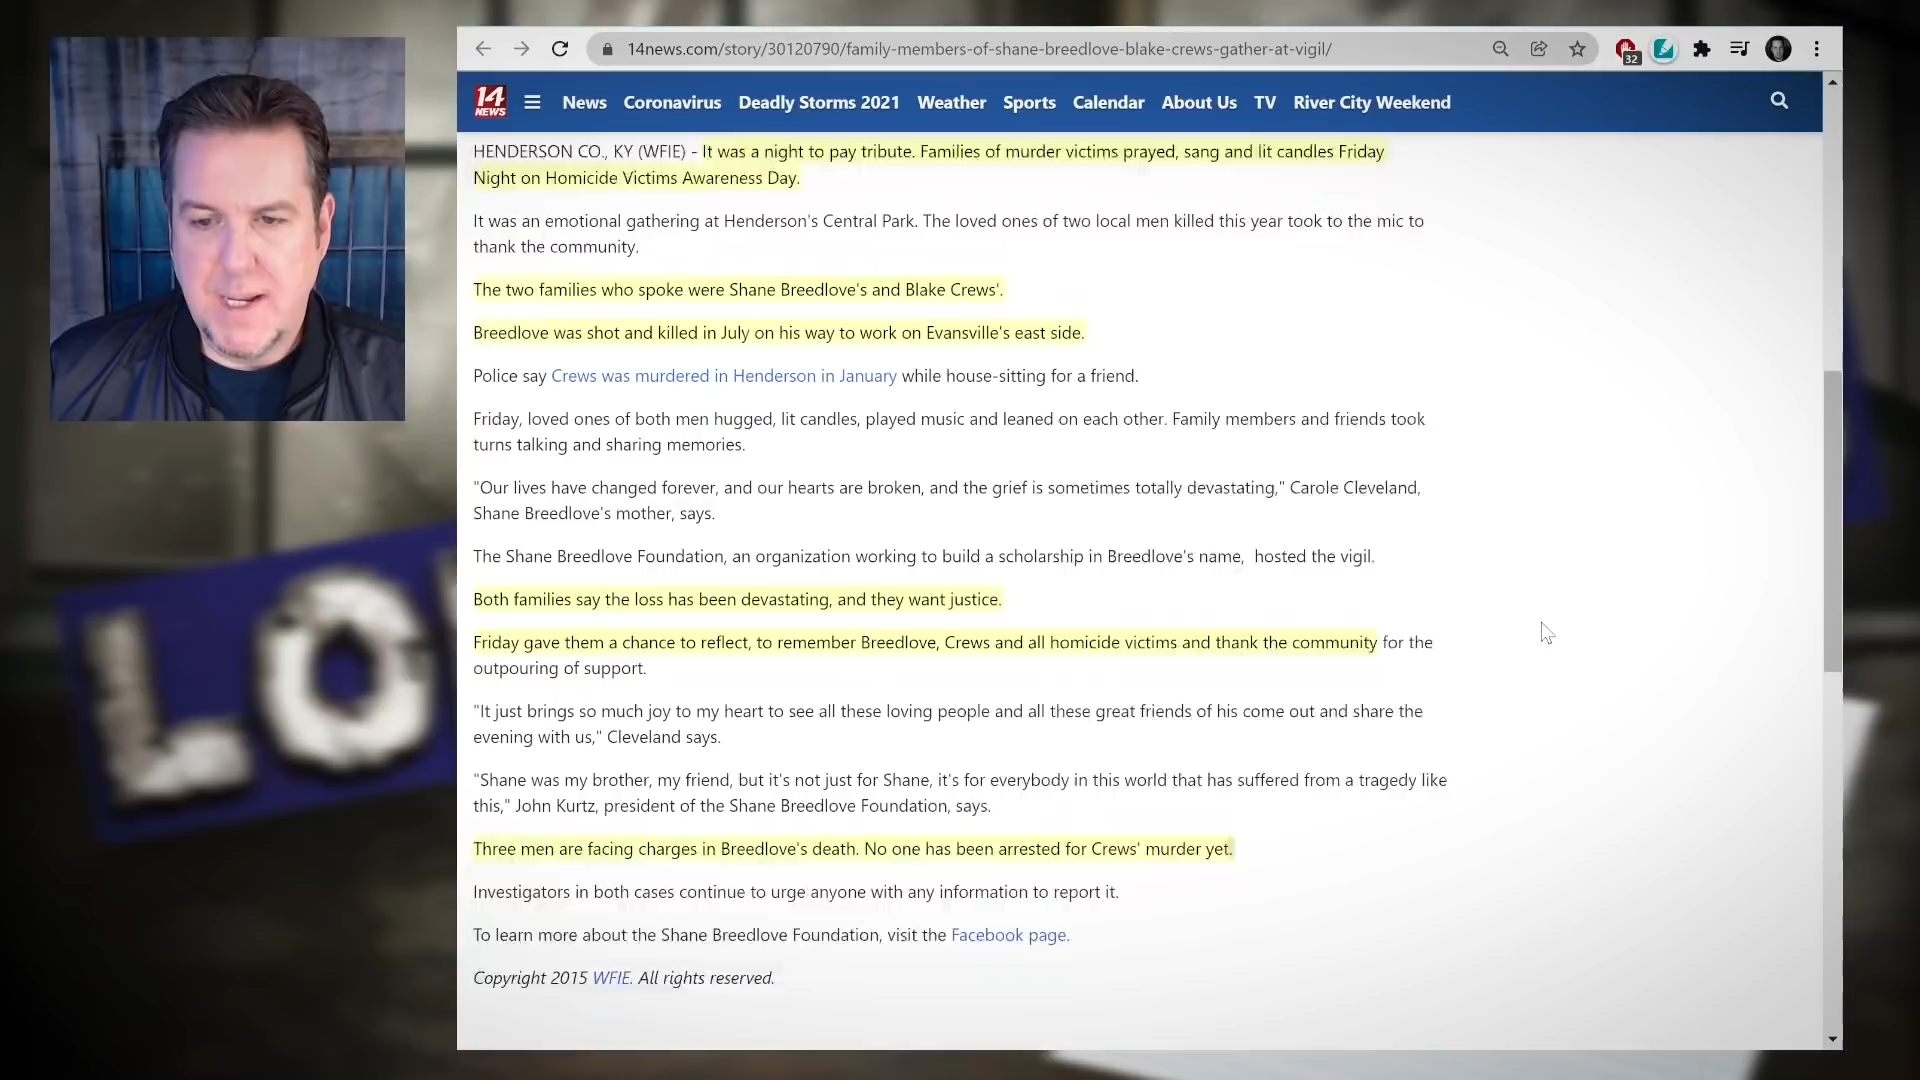 14news.com/story/30120790/family-members-of-shane-breedlove-blake-crews-gather-at-vigil/
32
14
NEWS
News Coronavirus Deadly Storms 2021 Weather Sports Calendar About Us TV River City Weekend
HENDERSON CO., KY (WFIE) - It was a night to pay tribute. Families of murder victims prayed, sang and lit candles Friday
Night on Homicide Victims Awareness Day.
It was an emotional gathering at Henderson's Central Park. The loved ones of two local men killed this year took to the mic to
thank the community.
The two families who spoke were Shane Breedlove's and Blake Crews'.
Breedlove was shot and killed in July on his way to work on Evansville's east side.
Police say Crews was murdered in Henderson in January while house-sitting for a friend.
Friday, loved ones of both men hugged, lit candles, played music and leaned on each other. Family members and friends took
turns talking and sharing memories.
"Our lives have changed forever, and our hearts are broken, and the grief is sometimes totally devastating," Carole Cleveland,
Shane Breedlove's mother, says.
The Shane Breedlove Foundation, an organization working to build a scholarship in Breedlove's name, hosted the vigil.
Both families say the loss has been devastating, and they want justice.
Friday gave them a chance to reflect, to remember Breedlove, Crews and all homicide victims and thank the community for the
outpouring of support.
"It just brings so much joy to my heart to see all these loving people and all these great friends of his come out and share the
evening with us," Cleveland says.
"Shane was my brother, my friend, but it's not just for Shane, it's for everybody in this world that has suffered from a tragedy like
this," John Kurtz, president of the Shane Breedlove Foundation, says.
Three men are facing charges in Breedlove's death. No one has been arrested for Crews' murder yet.
Investigators in both cases continue to urge anyone with any information to report it.
To learn more about the Shane Breedlove Foundation, visit the Facebook page.
Copyright 2015 WFIE. All rights reserved.
LO